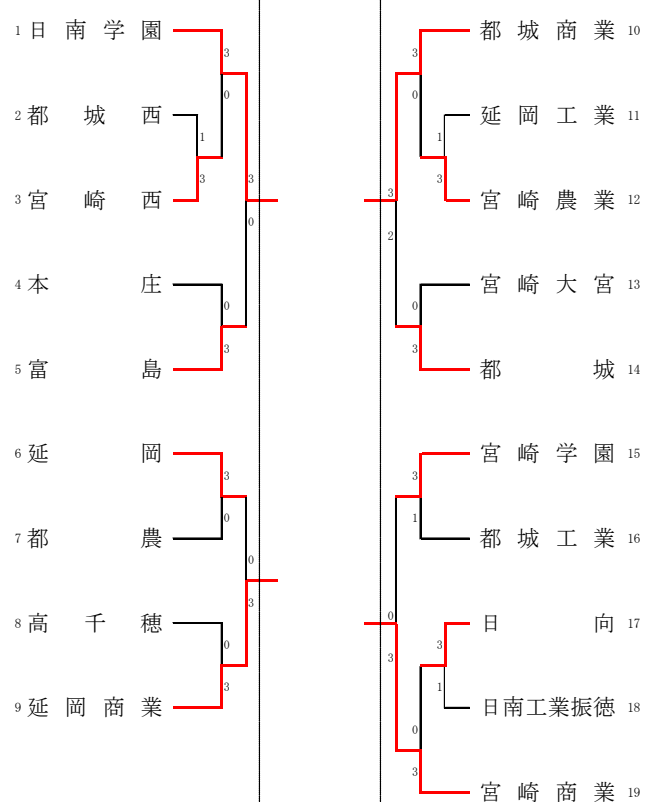 1 日南学園
3
0
2 都城西
1
3
3 宮崎西
3
0
4 本庄
0
3
5 富島
6 延岡
3
0
7 都農
0
3
8 高千穂
0
3
9 延岡商業
都城商業 10
3
0
延岡工業 11
1
3
宮崎農業 12
3
2
宮崎大宮 13
0
3
都城 14
宮崎学園 15
3
1
都城工業 16
0
3
日向 17
3
1
日南工業振徳 18
0
3
宮崎商業 19